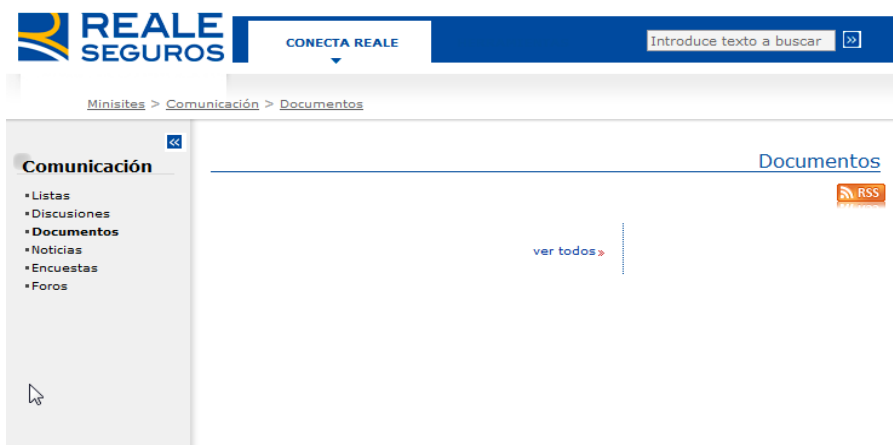 REALE
SEGUROS
CONECTA REALE
Introduce texto a buscar
Minisites > Comunicación > Documentos
Comunicación
Documentos
RSS
Listas
Discusiones
Documentos
Noticias
Encuestas
Foros
ver todos»